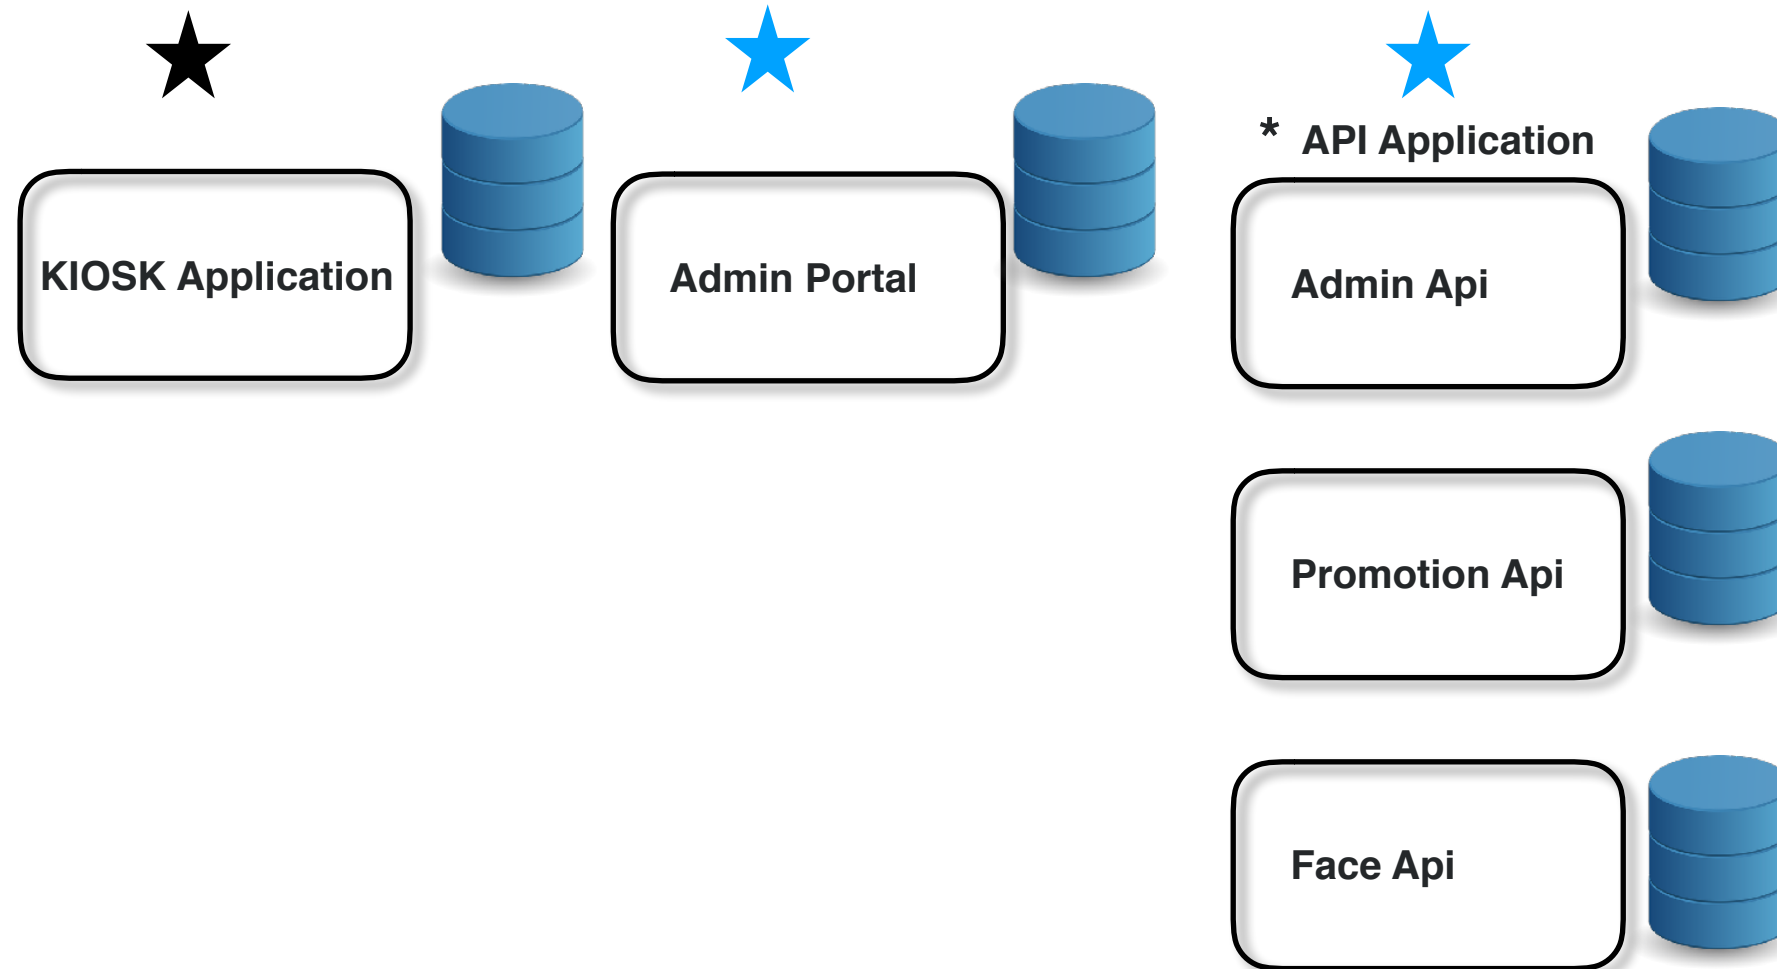 * API Application
KIOSK Application
Admin Portal
Admin Api
Promotion Api
Face Api